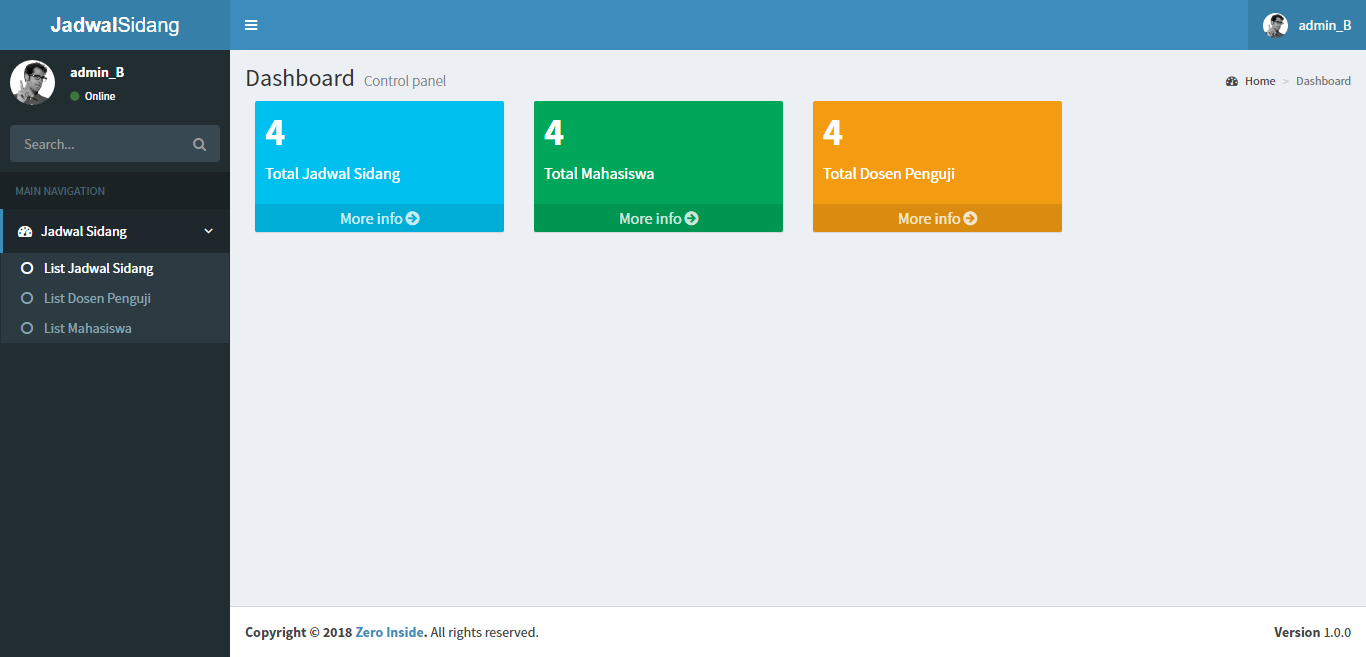 JadwalSidang
admin_B
admin_B
Online
Search...
MAIN NAVIGATION
Jadwal Sidang
List Jadwal Sidang
List Dosen Penguji
List Mahasiswa
Dashboard Control panel
Home > Dashboard
4
Total Jadwal Sidang
More info
4
Total Mahasiswa
More info
4
Total Dosen Penguji
More info
Copyright © 2018 Zero Inside. All rights reserved.
Version 1.0.0